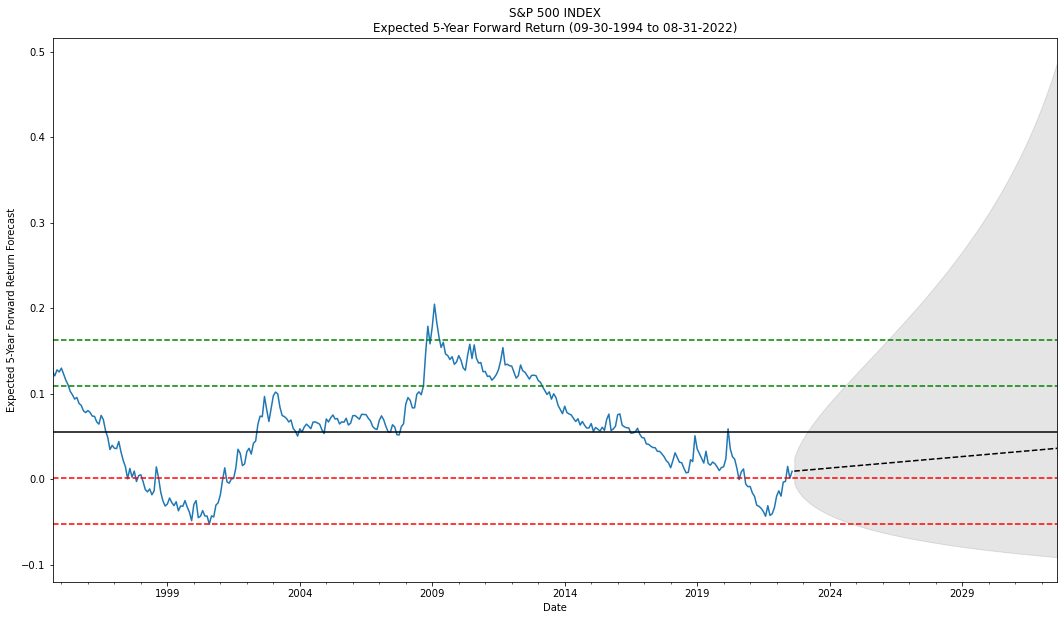 S&P 500 INDEX
Expected 5-Year Forward Return (09-30-1994 to 08-31-2022)
Expected 5-Year Forward Return Forecast
0.5
0.4
0.3
0.2
0.1
0.0
−0.1
1999 2004 2009 2014 2019 2024 2029
Date